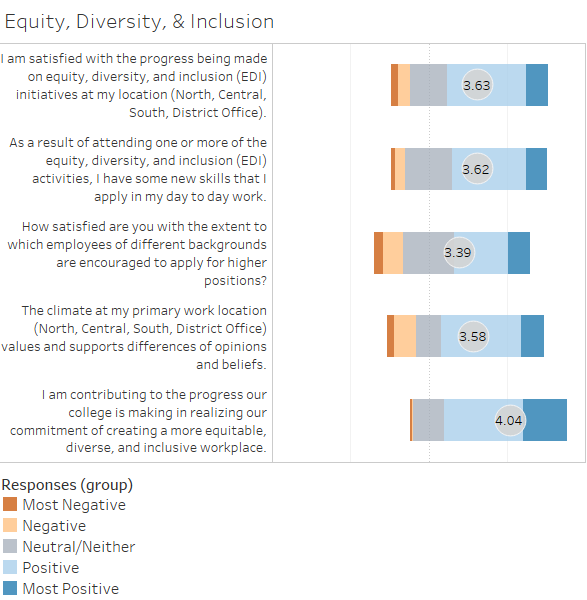 Equity, Diversity, & Inclusion
I am satisfied with the progress being made
on equity, diversity, and inclusion (EDI)
initiatives at my location (North, Central,
South, District Office).
3.63
As a result of attending one or more of the
equity, diversity, and inclusion (EDI)
activities, I have some new skills that I
apply in my day to day work.
3.62
How satisfied are you with the extent to
which employees of different backgrounds
are encouraged to apply for higher
positions?
3.39
The climate at my primary work location
(North, Central, South, District Office)
values and supports differences of opinions
and beliefs.
3.58
I am contributing to the progress our
college is making in realizing our
commitment of creating a more equitable,
diverse, and inclusive workplace.
4.04
Responses (group)
Most Negative
Negative
Neutral/Neither
Positive
Most Positive